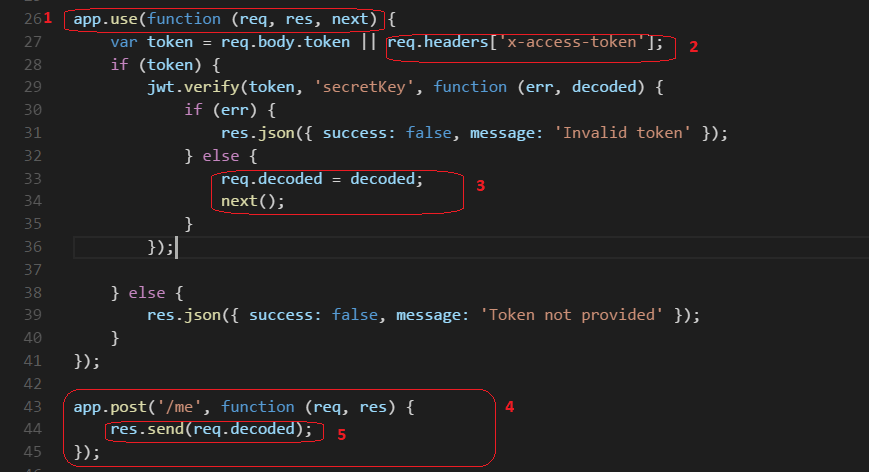 1 26 app.use(function (req, res, next) {
27 var token = req.body.token || req.headers['x-access-token']; 2
28 if (token) {
29 jwt.verify(token, 'secretKey', function (err, decoded) {
30 if (err) {
31 res.json({ success: false, message: 'Invalid token' });
32 } else {
33 req.decoded = decoded; 3
34 next();
35 }
36 });
37
38 } else {
39 res.json({ success: false, message: 'Token not provided' });
40 }
41 });
42
43 app.post('/me', function (req, res) { 4
44 res.send(req.decoded); 5
45 });